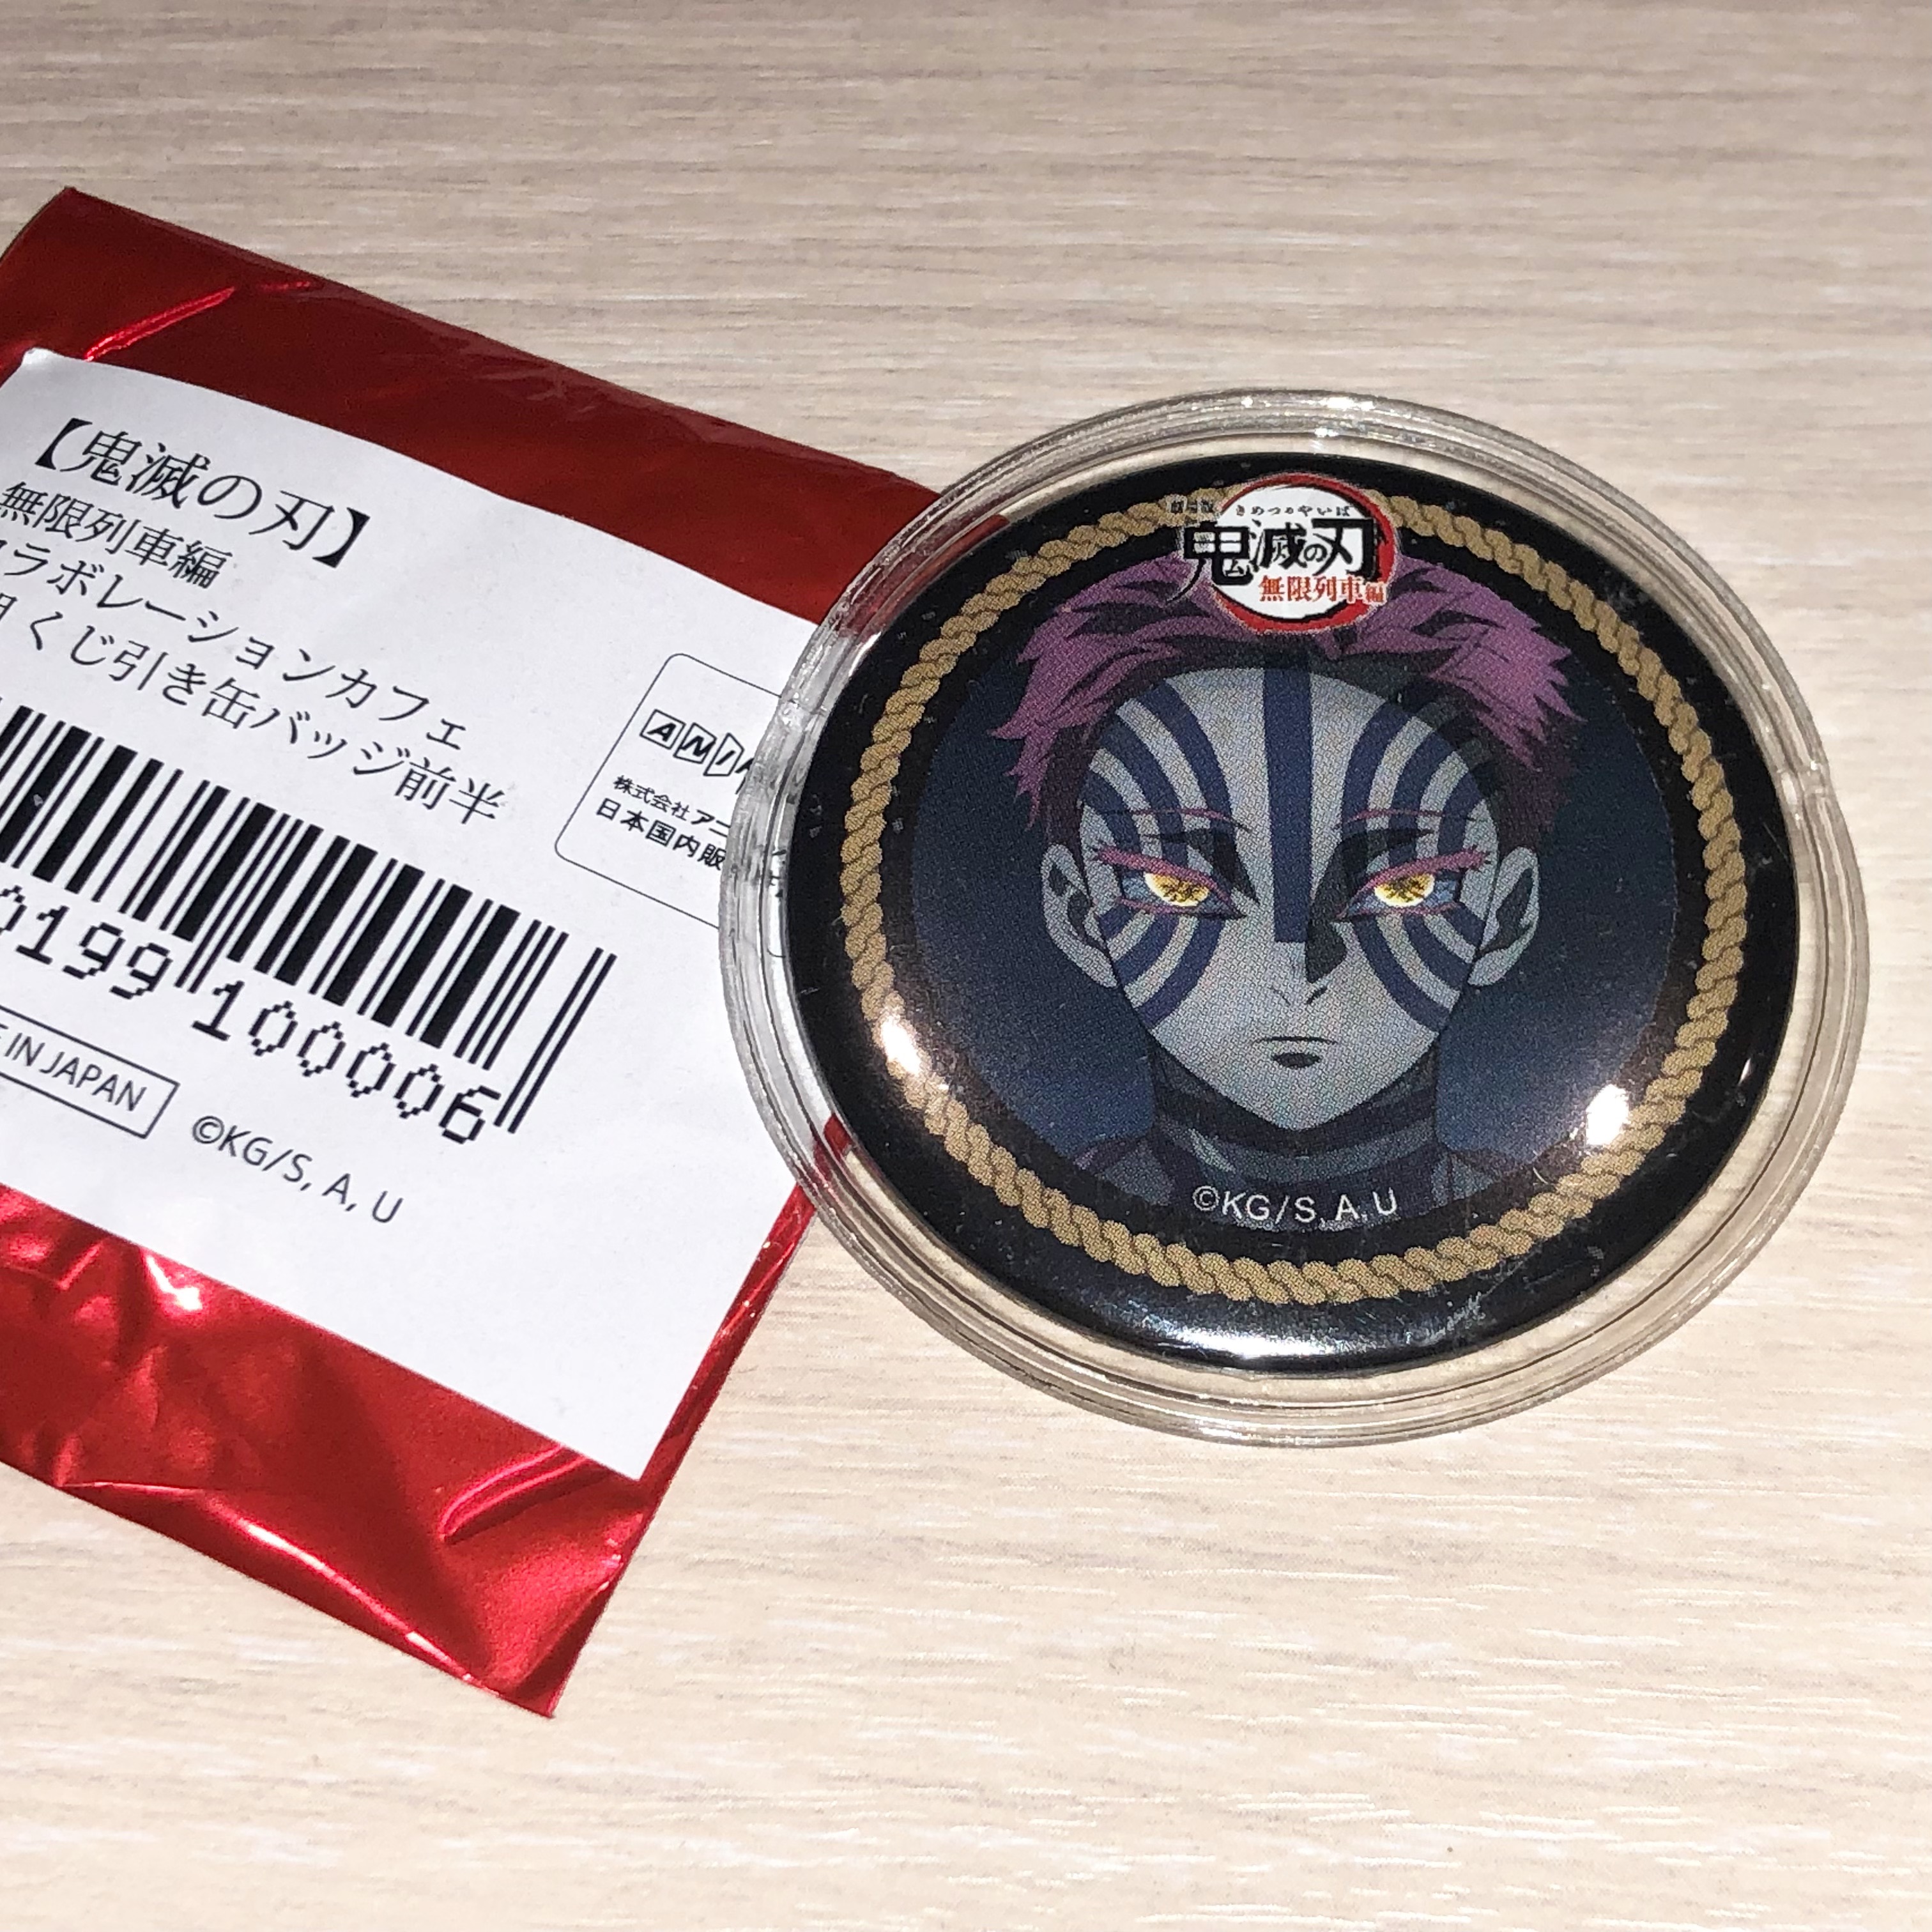 【鬼滅の刃】
無限列車編
コラボレーションカフェ
くじ引き缶バッジ前半
0199 100006
IN JAPAN
©KG/S, A, U
株式会社アニ
日本国内販
きめつのやいば
鬼滅の刃
無限列車編
©KG/S, A, U